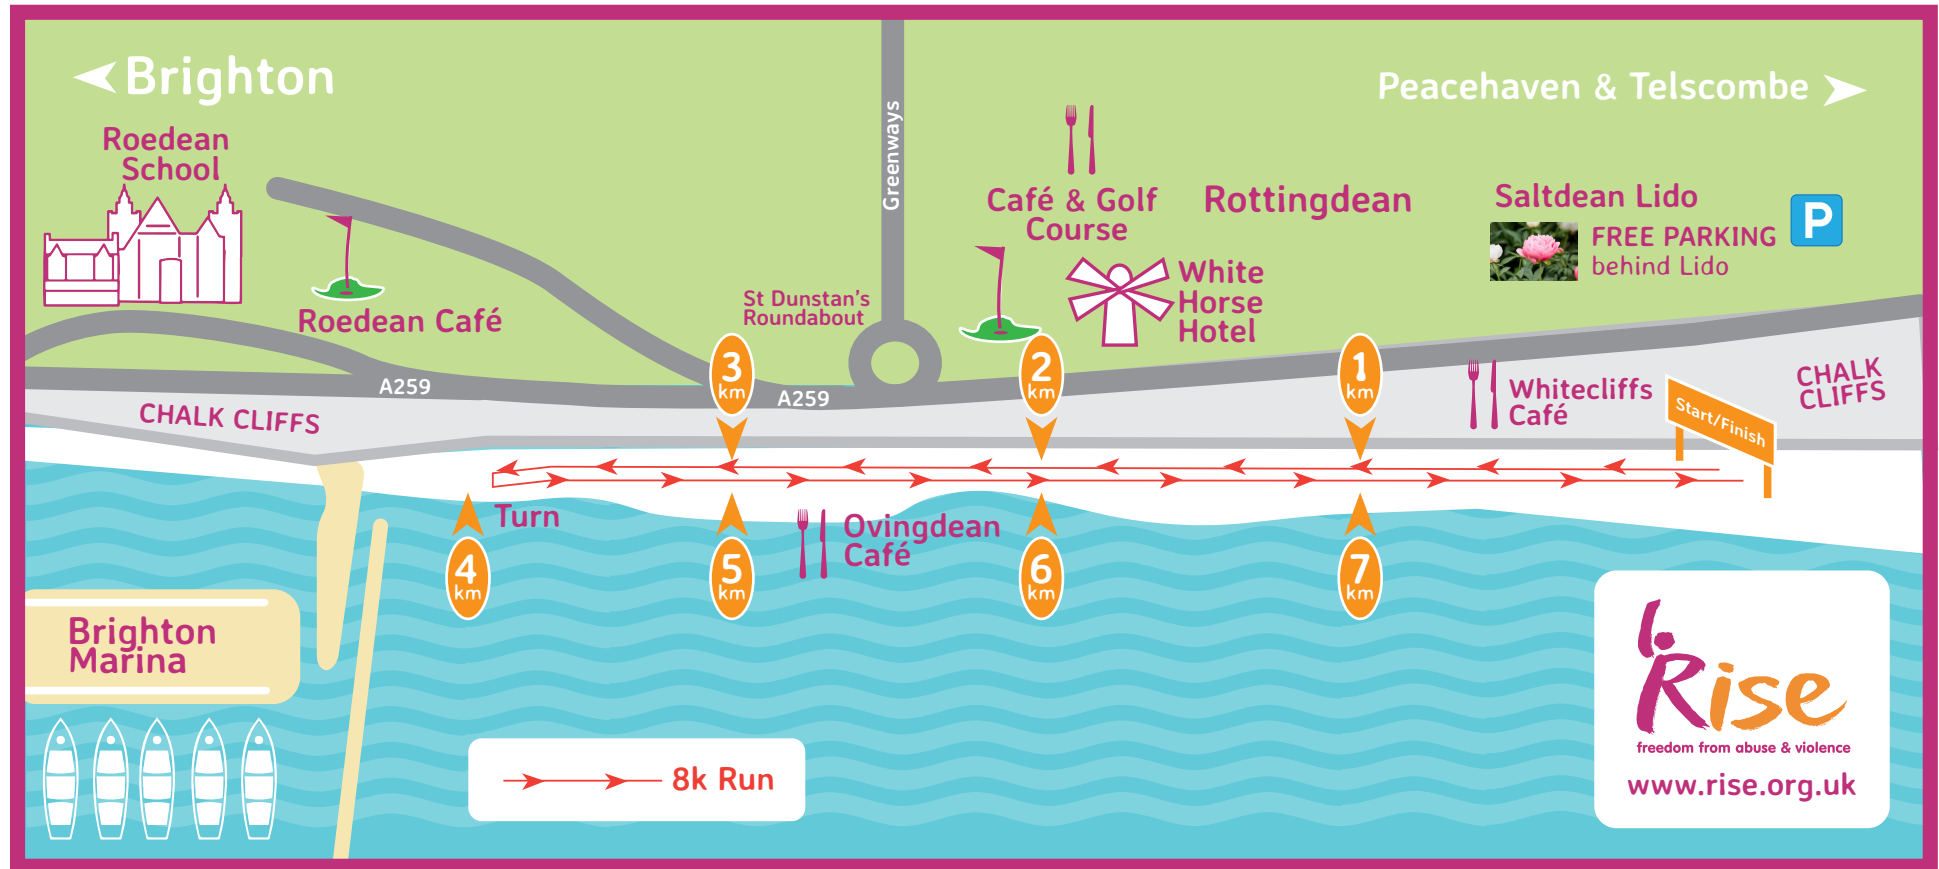 Brighton
Peacehaven & Telscombe
Roedean
School
Greenways
Café & Golf
Course
Rottingdean
Saltdean Lido
P
FREE PARKING
behind Lido
Roedean Café
St Dunstan's
Roundabout
White
Horse
Hotel
3
km
2
km
1
km
A259
A259
CHALK CLIFFS
Whitecliffs
Café
Start/Finish
CHALK
CLIFFS
Turn
Ovingdean
Café
4
km
5
km
6
km
7
km
Brighton
Marina
8k Run
Rise
freedom from abuse & violence
www.rise.org.uk